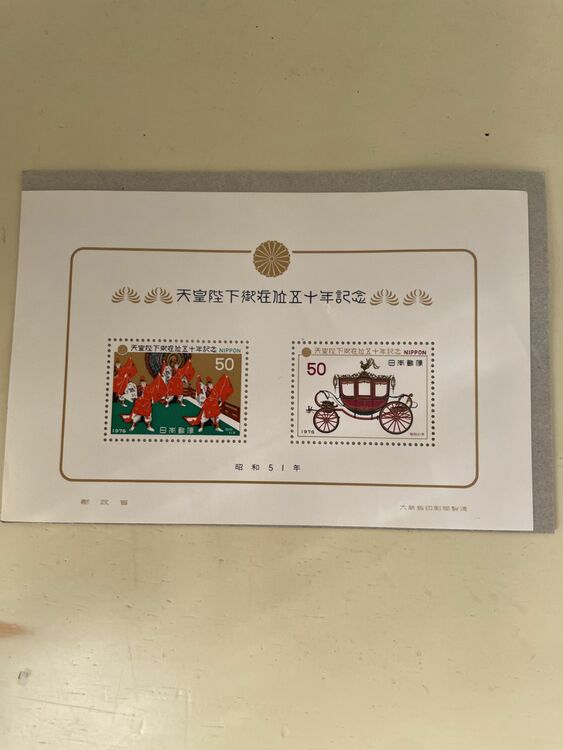 天皇陛下御在位五十年記念
天皇陛下御在位五十年記念 NIPPON
50
1976
日本郵便
天皇陛下御在位五十年記念 NIPPON
50
日本郵便
1976
昭和51年
郵政省
大蔵省印刷局製造